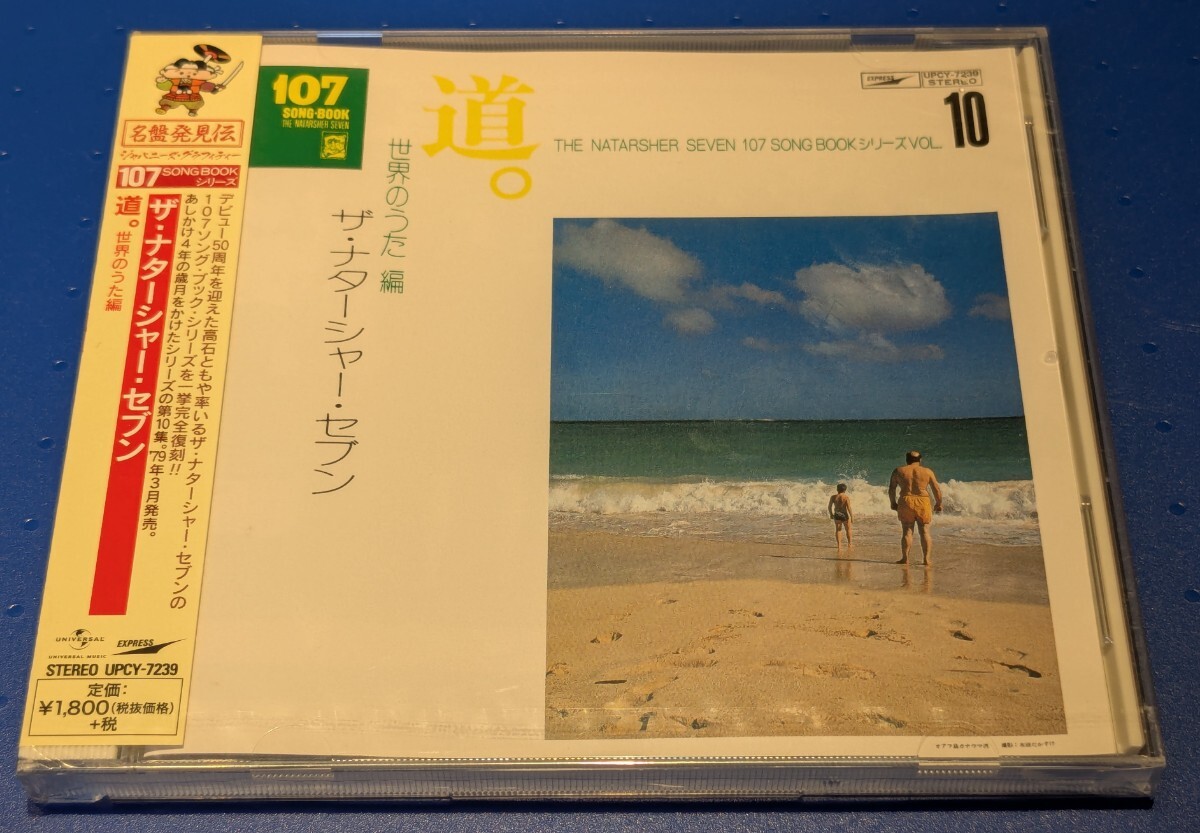 名盤発見伝
ジャパニーズ・グラフィティー
107 SONG BOOK シリーズ
道。世界のうた編
ザ・ナターシャー・セブン
デビュー50周年を迎えた高石ともや率いるザ・ナターシャー・セブンの
107ソング・ブック・シリーズを一挙完全復刻!!
あしかけ4年の歳月をかけたシリーズの第10集。'79年3月発売。
UNIVERSAL
UNIVERSAL MUSIC
EXPRESS
STEREO UPCY-7239
定価:
¥1,800(税抜価格)
+税
107
SONG·BOOK
THE NATARSHER SEVEN
道。
世界のうた 編
ザ・ナターシャー・セブン
EXPRESS
UPCY-7239
STEREO
THE NATARSHER SEVEN 107 SONG BOOKシリーズVOL. 10